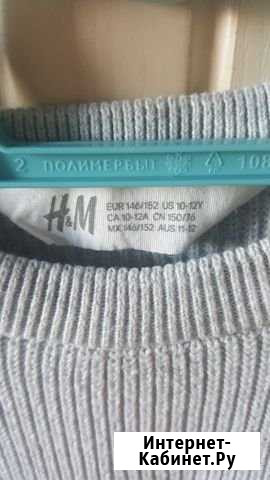 2 ПОЛИМЕРБЫТ 108
H&M
EUR 146/152 US 10-12Y
CA 10-12A CN 150/76
MX 146/152 AUS 11-12
Интернет-
Кабинет.Ру